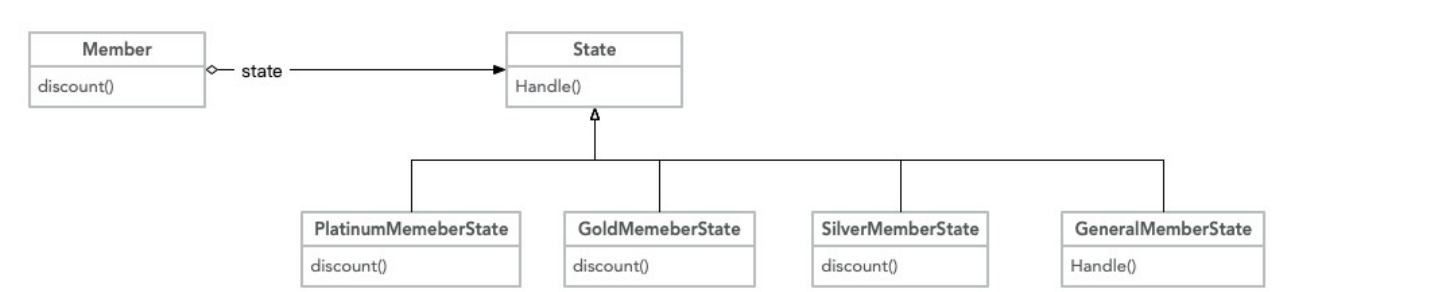 Member
discount()
state
State
Handle()
PlatinumMemeberState
discount()
GoldMemeberState
discount()
SilverMemberState
discount()
GeneralMemberState
Handle()